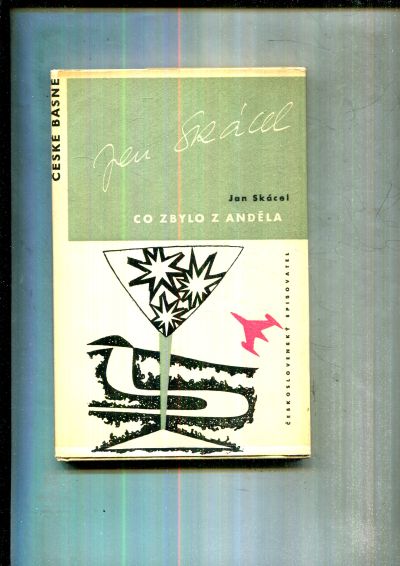 ČESKÉ BÁSNĚ
Jan Skácel
Jan Skácel
CO ZBYLO Z ANDĚLA
ČESKOSLOVENSKÝ SPISOVATEL